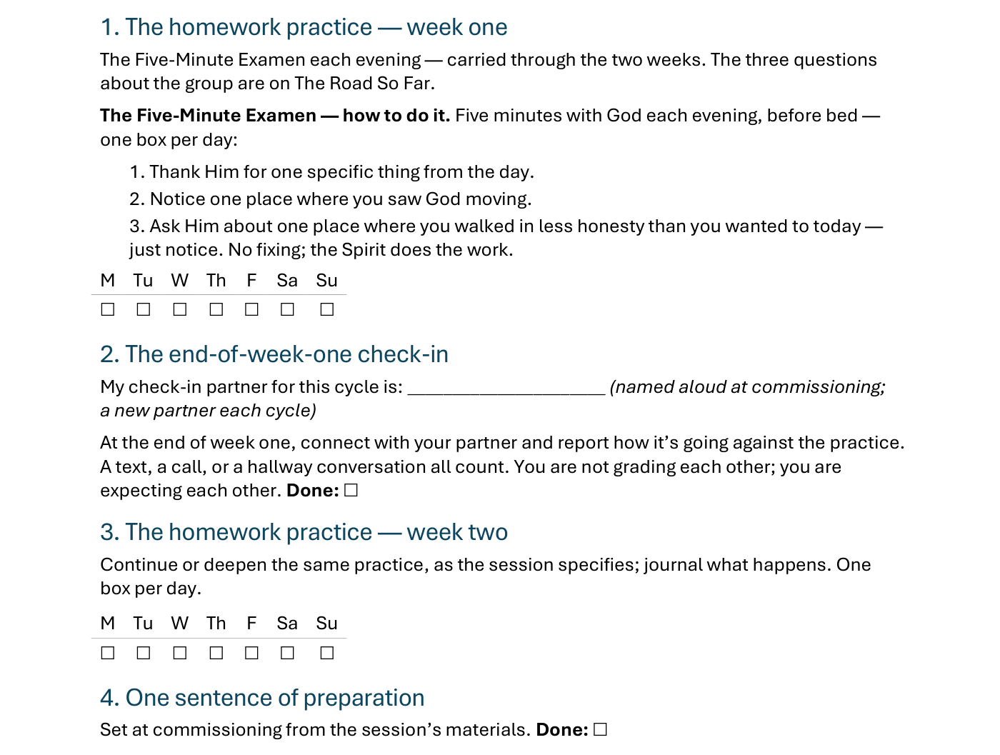 1. The homework practice — week one
The Five-Minute Examen each evening — carried through the two weeks. The three questions
about the group are on The Road So Far.
The Five-Minute Examen — how to do it. Five minutes with God each evening, before bed —
one box per day:
1. Thank Him for one specific thing from the day.
2. Notice one place where you saw God moving.
3. Ask Him about one place where you walked in less honesty than you wanted to today —
just notice. No fixing; the Spirit does the work.
M Tu W Th F Sa Su
☐ ☐ ☐ ☐ ☐ ☐ ☐
2. The end-of-week-one check-in
My check-in partner for this cycle is: ______________________ (named aloud at commissioning;
a new partner each cycle)
At the end of week one, connect with your partner and report how it’s going against the practice.
A text, a call, or a hallway conversation all count. You are not grading each other; you are
expecting each other. Done: ☐
3. The homework practice — week two
Continue or deepen the same practice, as the session specifies; journal what happens. One
box per day.
M Tu W Th F Sa Su
☐ ☐ ☐ ☐ ☐ ☐ ☐
4. One sentence of preparation
Set at commissioning from the session’s materials. Done: ☐